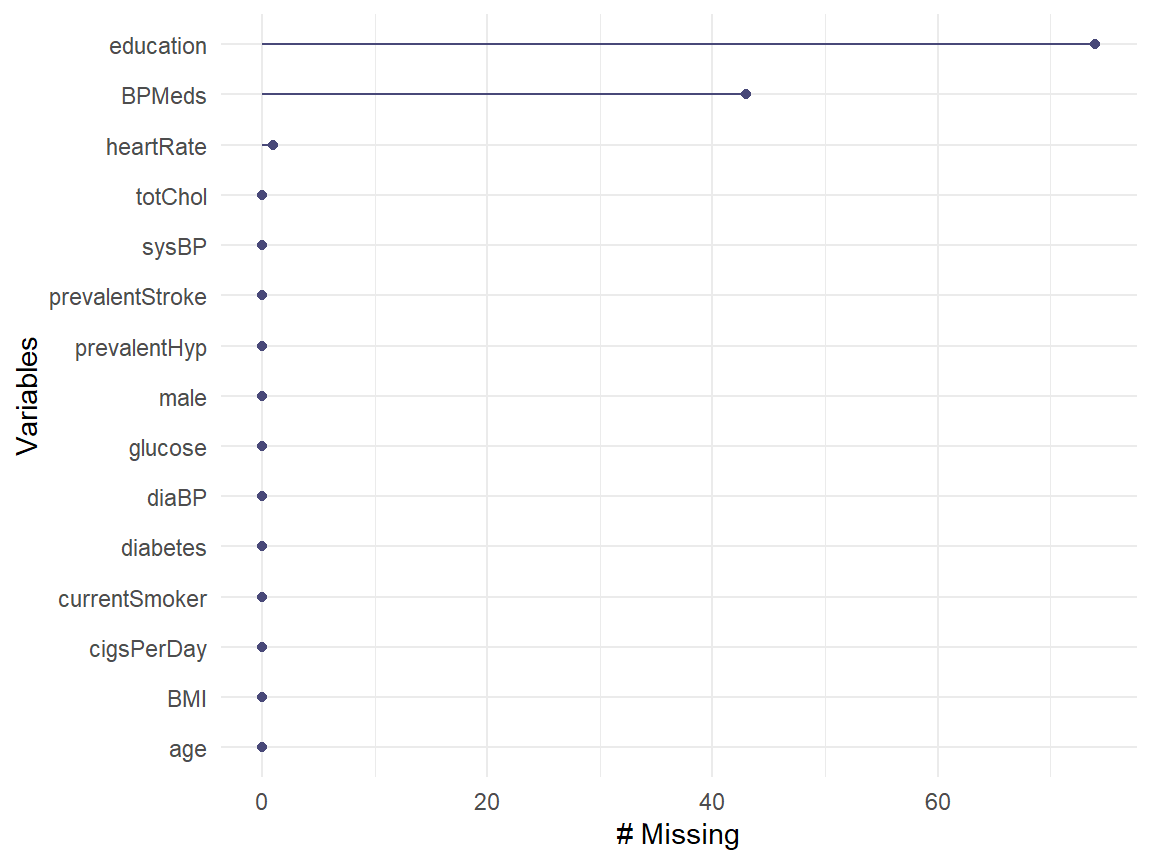 education
BPMeds
heartRate
totChol
sysBP
prevalentStroke
prevalentHyp
male
glucose
diaBP
diabetes
currentSmoker
cigsPerDay
BMI
age
Variables
0 20 40 60
# Missing